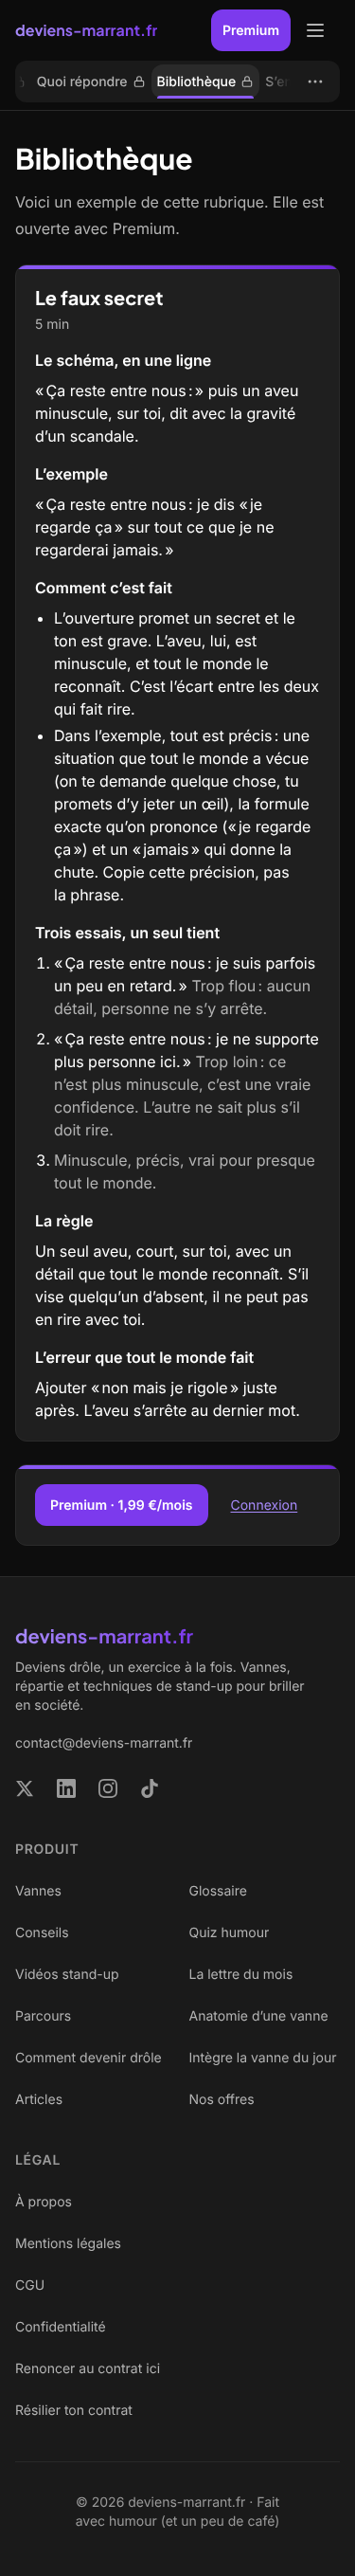 deviens-marrant.fr
Premium
Quoi répondre
Bibliothèque
Bibliothèque
Voici un exemple de cette rubrique. Elle est
ouverte avec Premium.
Le faux secret
5 min
Le schéma, en une ligne
« Ça reste entre nous : » puis un aveu
minuscule, sur toi, dit avec la gravité
d’un scandale.
L’exemple
« Ça reste entre nous : je dis « je
regarde ça » sur tout ce que je ne
regarderai jamais. »
Comment c’est fait
• L’ouverture promet un secret et le
ton est grave. L’aveu, lui, est
minuscule, et tout le monde le
reconnaît. C’est l’écart entre les deux
qui fait rire.
• Dans l’exemple, tout est précis : une
situation que tout le monde a vécue
(on te demande quelque chose, tu
promets d’y jeter un œil), la formule
exacte qu’on prononce (« je regarde
ça ») et un « jamais » qui donne la
chute. Copie cette précision, pas
la phrase.
Trois essais, un seul tient
1. « Ça reste entre nous : je suis parfois
un peu en retard. » Trop flou : aucun
détail, personne ne s’y arrête.
2. « Ça reste entre nous : je ne supporte
plus personne ici. » Trop loin : ce
n’est plus minuscule, c’est une vraie
confidence. L’autre ne sait plus s’il
doit rire.
3. Minuscule, précis, vrai pour presque
tout le monde.
La règle
Un seul aveu, court, sur toi, avec un
détail que tout le monde reconnaît. S’il
vise quelqu’un d’absent, il ne peut pas
en rire avec toi.
L’erreur que tout le monde fait
Ajouter « non mais je rigole » juste
après. L’aveu s’arrête au dernier mot.
Premium · 1,99 €/mois
Connexion
deviens-marrant.fr
Deviens drôle, un exercice à la fois. Vannes,
répartie et techniques de stand-up pour briller
en société.
contact@deviens-marrant.fr
PRODUIT
Vannes
Glossaire
Conseils
Quiz humour
Vidéos stand-up
La lettre du mois
Parcours
Anatomie d’une vanne
Comment devenir drôle
Intègre la vanne du jour
Articles
Nos offres
LÉGAL
À propos
Mentions légales
CGU
Confidentialité
Renoncer au contrat ici
Résilier ton contrat
© 2026 deviens-marrant.fr · Fait
avec humour (et un peu de café)